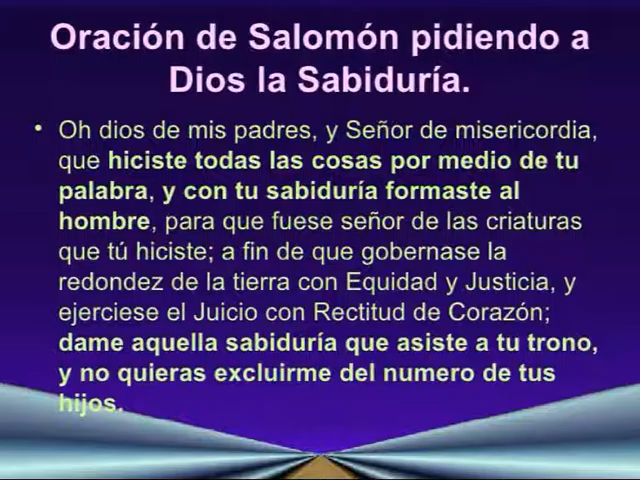 Oración de Salomón pidiendo a
Dios la Sabiduría.
• Oh dios de mis padres, y Señor de misericordia,
que hiciste todas las cosas por medio de tu
palabra, y con tu sabiduría formaste al
hombre, para que fuese señor de las criaturas
que tú hiciste; a fin de que gobernase la
redondez de la tierra con Equidad y Justicia, y
ejerciese el Juicio con Rectitud de Corazón;
dame aquella sabiduría que asiste a tu trono,
y no quieras excluirme del numero de tus
hijos.